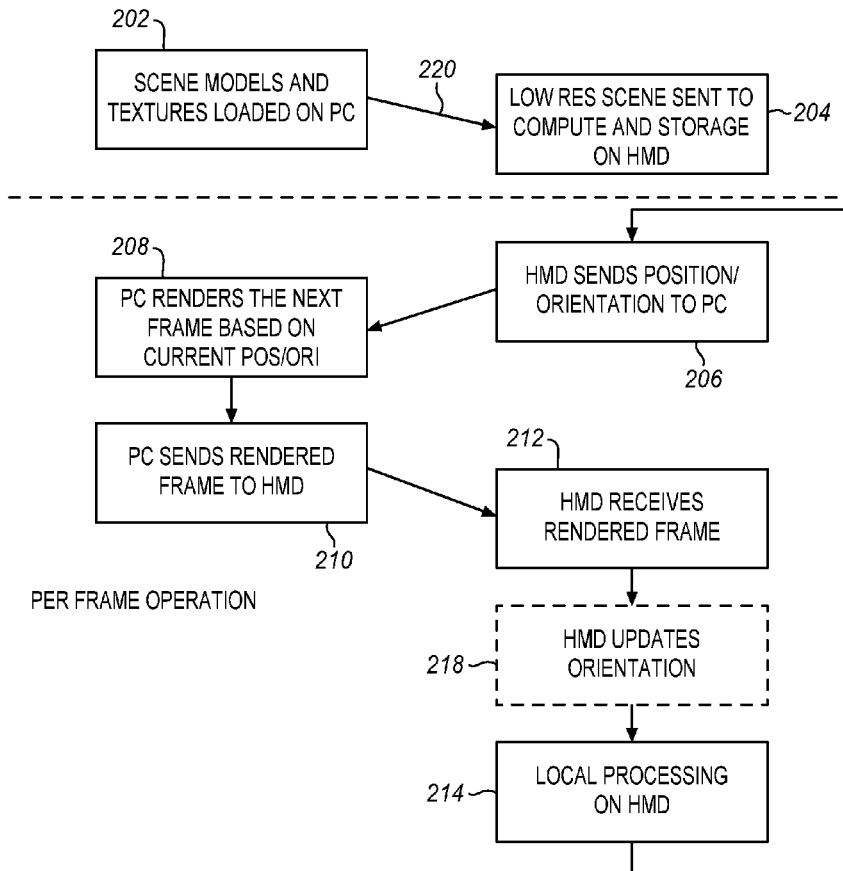 202
SCENE MODELS AND
TEXTURES LOADED ON PC
220
LOW RES SCENE SENT TO
COMPUTE AND STORAGE
ON HMD
204
HMD SENDS POSITION/
ORIENTATION TO PC
206
208
PC RENDERS THE NEXT
FRAME BASED ON
CURRENT POS/ORI
PC SENDS RENDERED
FRAME TO HMD
210
212
HMD RECEIVES
RENDERED FRAME
PER FRAME OPERATION
HMD UPDATES
ORIENTATION
218
LOCAL PROCESSING
ON HMD
214